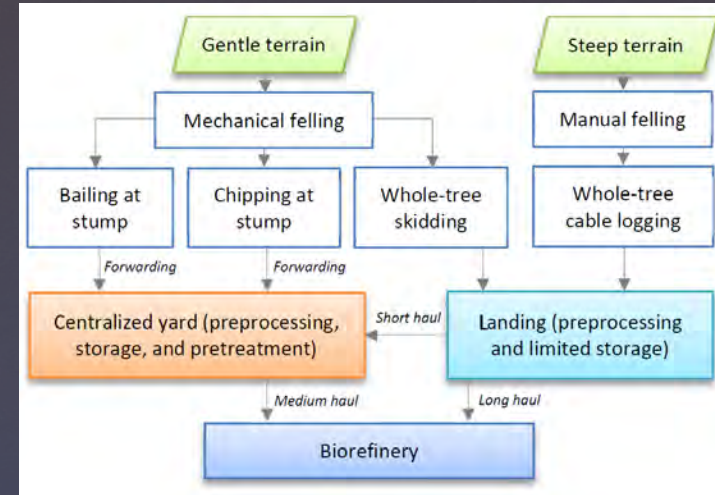 Gentle terrain
Steep terrain
Mechanical felling
Manual felling
Bailing at
stump
Chipping at
stump
Whole-tree
skidding
Whole-tree
cable logging
Forwarding
Forwarding
Centralized yard (preprocessing,
storage, and pretreatment)
Short haul
Landing (preprocessing
and limited storage)
Medium haul
Long haul
Biorefinery